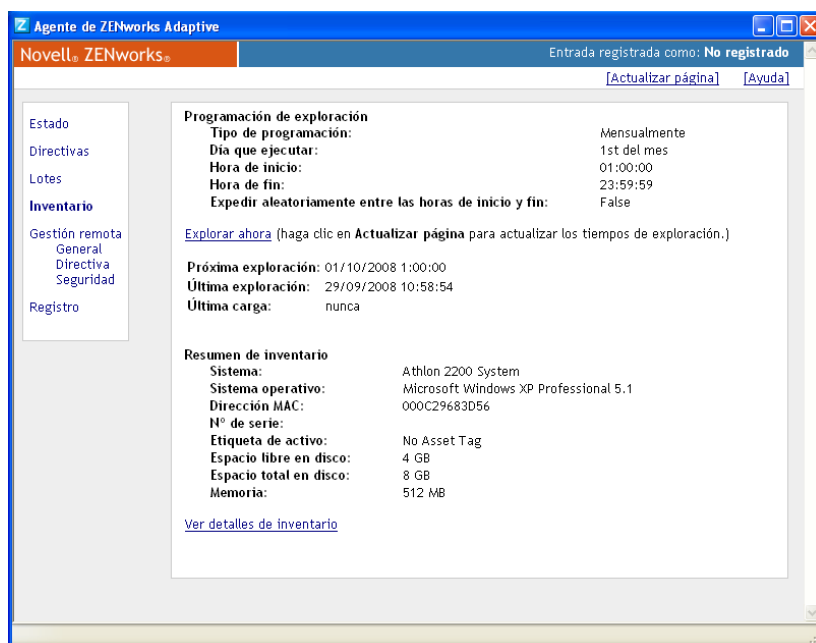 Agente de ZENworks Adaptive
Novell® ZENworks®
Entrada registrada como: No registrado
[Actualizar página] [Ayuda]
Estado
Directivas
Lotes
Inventario
Gestión remota
General
Directiva
Seguridad
Registro
Programación de exploración
Tipo de programación: Mensualmente
Día que ejecutar: 1st del mes
Hora de inicio: 01:00:00
Hora de fin: 23:59:59
Expedir aleatoriamente entre las horas de inicio y fin: False
Explorar ahora (haga clic en Actualizar página para actualizar los tiempos de exploración.)
Próxima exploración: 01/10/2008 1:00:00
Última exploración: 29/09/2008 10:58:54
Última carga: nunca
Resumen de inventario
Sistema: Athlon 2200 System
Sistema operativo: Microsoft Windows XP Professional 5.1
Dirección MAC: 000C29683D56
Nº de serie:
Etiqueta de activo: No Asset Tag
Espacio libre en disco: 4 GB
Espacio total en disco: 8 GB
Memoria: 512 MB
Ver detalles de inventario